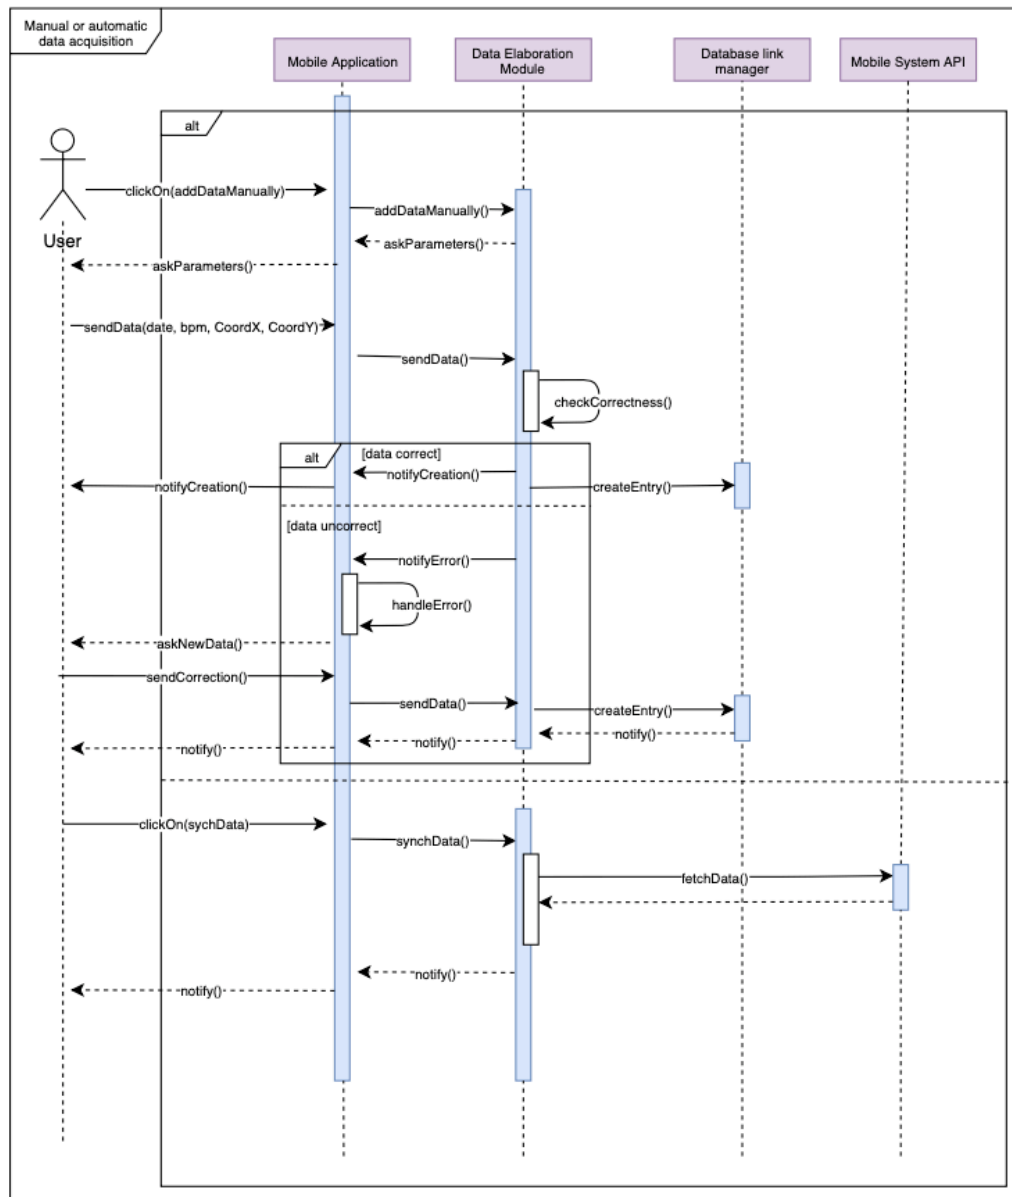 Manual or automatic
data acquisition
Mobile Application
Data Elaboration
Module
Database link
manager
Mobile System API
alt
User
clickOn(addDataManually)
addDataManually()
askParameters()
askParameters()
sendData(date, bpm, CoordX, CoordY)
sendData()
checkCorrectness()
alt
[data correct]
notifyCreation()
notifyCreation()
createEntry()
[data uncorrect]
notifyError()
handleError()
askNewData()
sendCorrection()
sendData()
createEntry()
notify()
notify()
notify()
clickOn(sychData)
synchData()
fetchData()
notify()
notify()